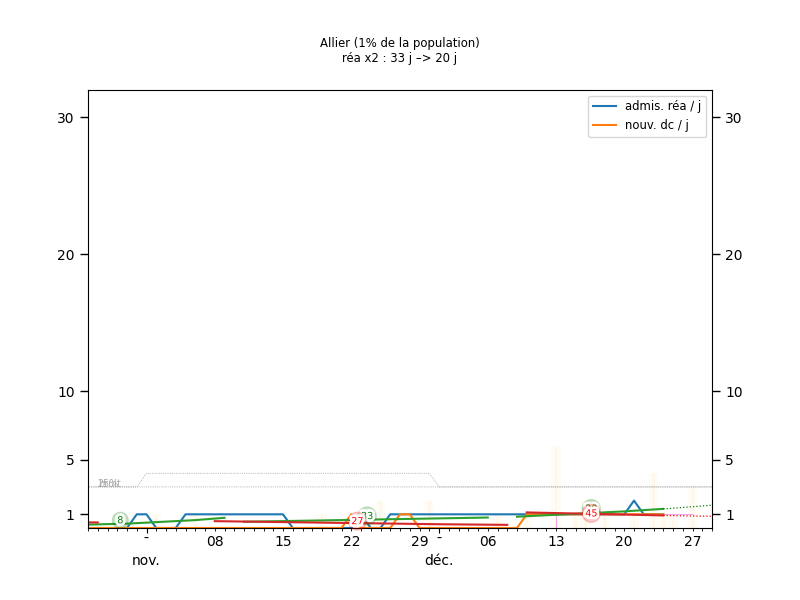 Allier (1% de la population)
réa x2 : 33 j –> 20 j
admis. réa / j
nouv. dc / j
30
30
20
20
10
10
5
5
1
1
8
27
33
45
- 08 15 22 29 - 06 13 20 27
nov. déc.